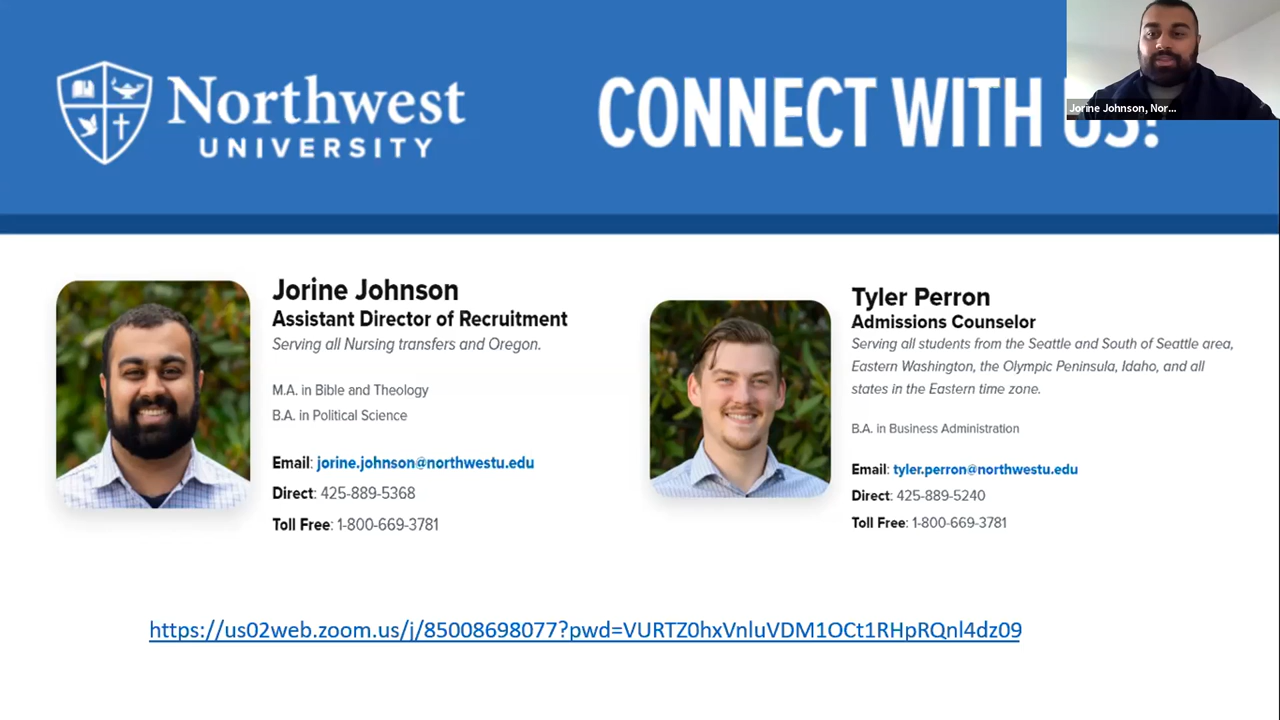 Northwest
UNIVERSITY
CONNECT WITH US!
Jorine Johnson, Nor...
Jorine Johnson
Assistant Director of Recruitment
Serving all Nursing transfers and Oregon.
M.A. in Bible and Theology
B.A. in Political Science
Email: jorine.johnson@northwestu.edu
Direct: 425-889-5368
Toll Free: 1-800-669-3781
Tyler Perron
Admissions Counselor
Serving all students from the Seattle and South of Seattle area,
Eastern Washington, the Olympic Peninsula, Idaho, and all
states in the Eastern time zone.
B.A. in Business Administration
Email: tyler.perron@northwestu.edu
Direct: 425-889-5240
Toll Free: 1-800-669-3781
https://us02web.zoom.us/j/85008698077?pwd=VURTZ0hxVnluVDM1OCt1RHpRQnl4dz09